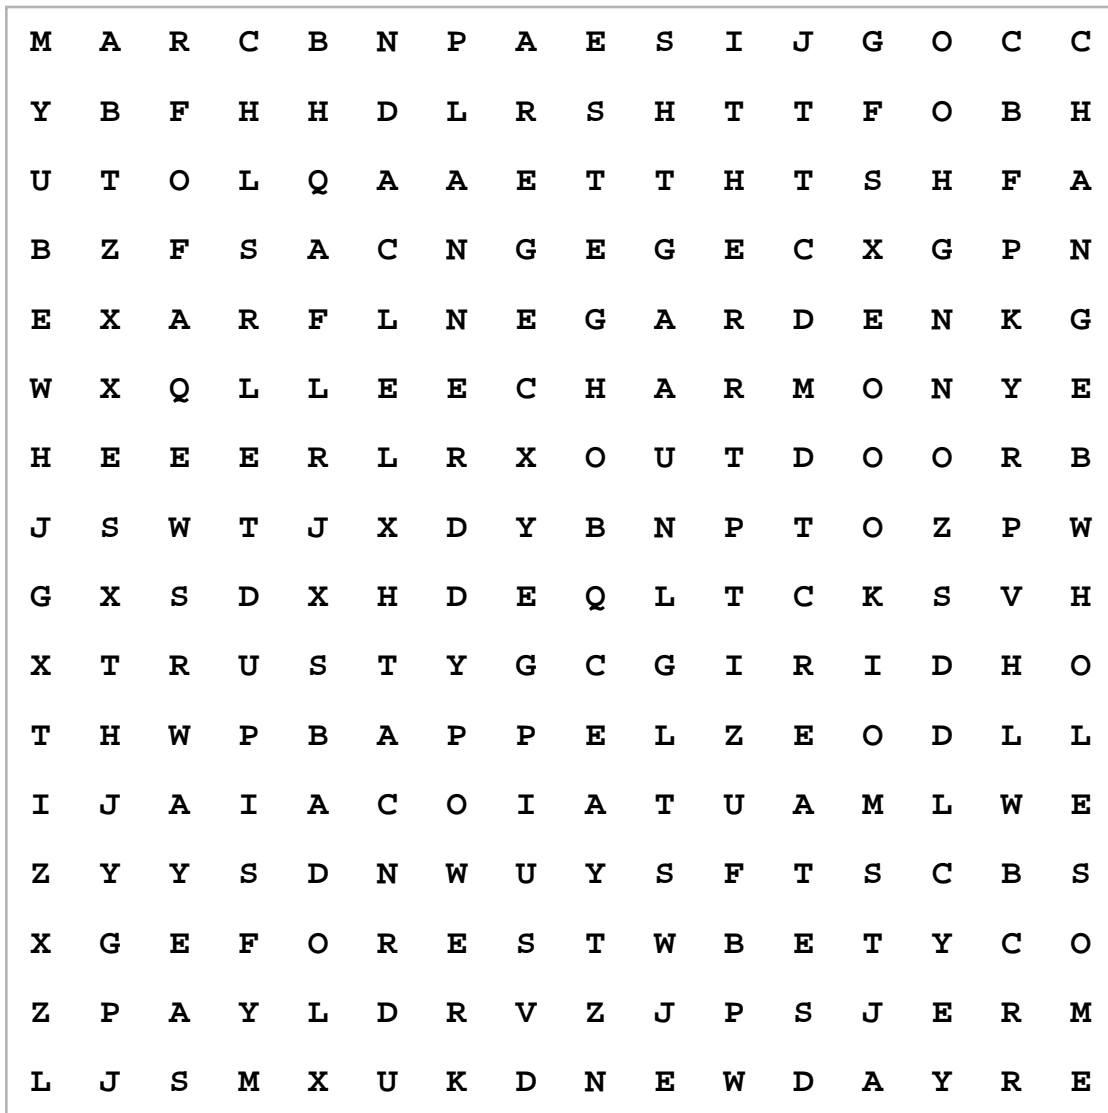 M A R C B N P A E S I J G O C C
Y B F H H D L R S H T T F O B H
U T O L Q A A E T T H T S H F A
B Z F S A C N G E G E C X G P N
E X A R F L N E G A R D E N K G
W X Q L L E E C H A R M O N Y E
H E E E R L R X O U T D O O R B
J S W T J X D Y B N P T O Z P W
G X S D X H D E Q L T C K S V H
X T R U S T Y G C G I R I D H O
T H W P B A P P E L Z E O D L L
I J A I A C O I A T U A M L W E
Z Y Y S D N W U Y S F T S C B S
X G E F O R E S T W B E T Y C O
Z P A Y L D R V Z J P S J E R M
L J S M X U K D N E W D A Y R E